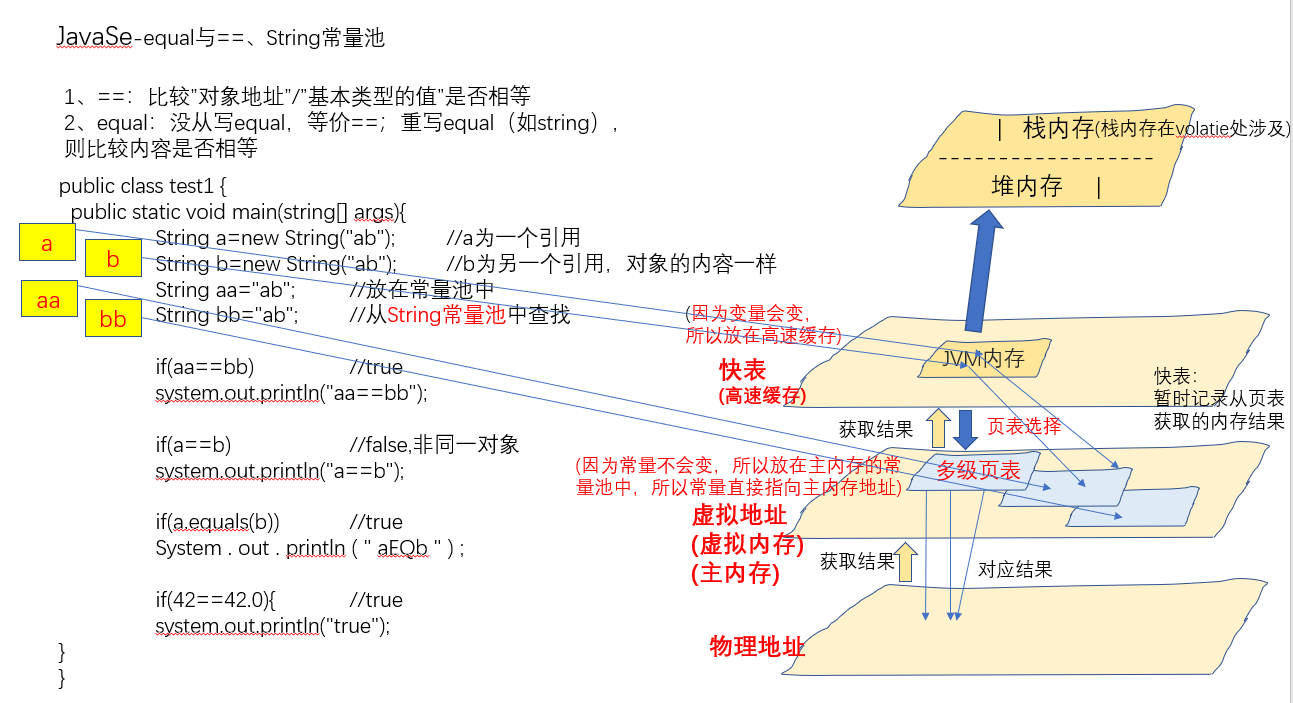 JavaSe-equal与==、String常量池
1、==：比较”对象地址”/”基本类型的值”是否相等
2、equal：没从写equal，等价==；重写equal（如string），
则比较内容是否相等
public class test1 {
public static void main(string[] args){
String a=new String("ab"); //a为一个引用
String b=new String("ab"); //b为另一个引用，对象的内容一样
String aa="ab"; //放在常量池中
String bb="ab"; //从String常量池中查找
if(aa==bb) //true
system.out.println("aa==bb");
if(a==b) //false,非同一对象
system.out.println("a==b");
if(a.equals(b)) //true
System . out . println ( " aEQb " ) ;
if(42==42.0){ //true
system.out.println("true");
}
}
a
b
aa
bb
| 栈内存(栈内存在volatie处涉及)
------------------
堆内存 |
(因为变量会变，
所以放在高速缓存)
JVM内存
快表
(高速缓存)
快表：
暂时记录从页表
获取的内存结果
获取结果
页表选择
(因为常量不会变，所以放在主内存的常
量池中，所以常量直接指向主内存地址)
多级页表
虚拟地址
(虚拟内存)
(主内存)
获取结果
对应结果
物理地址